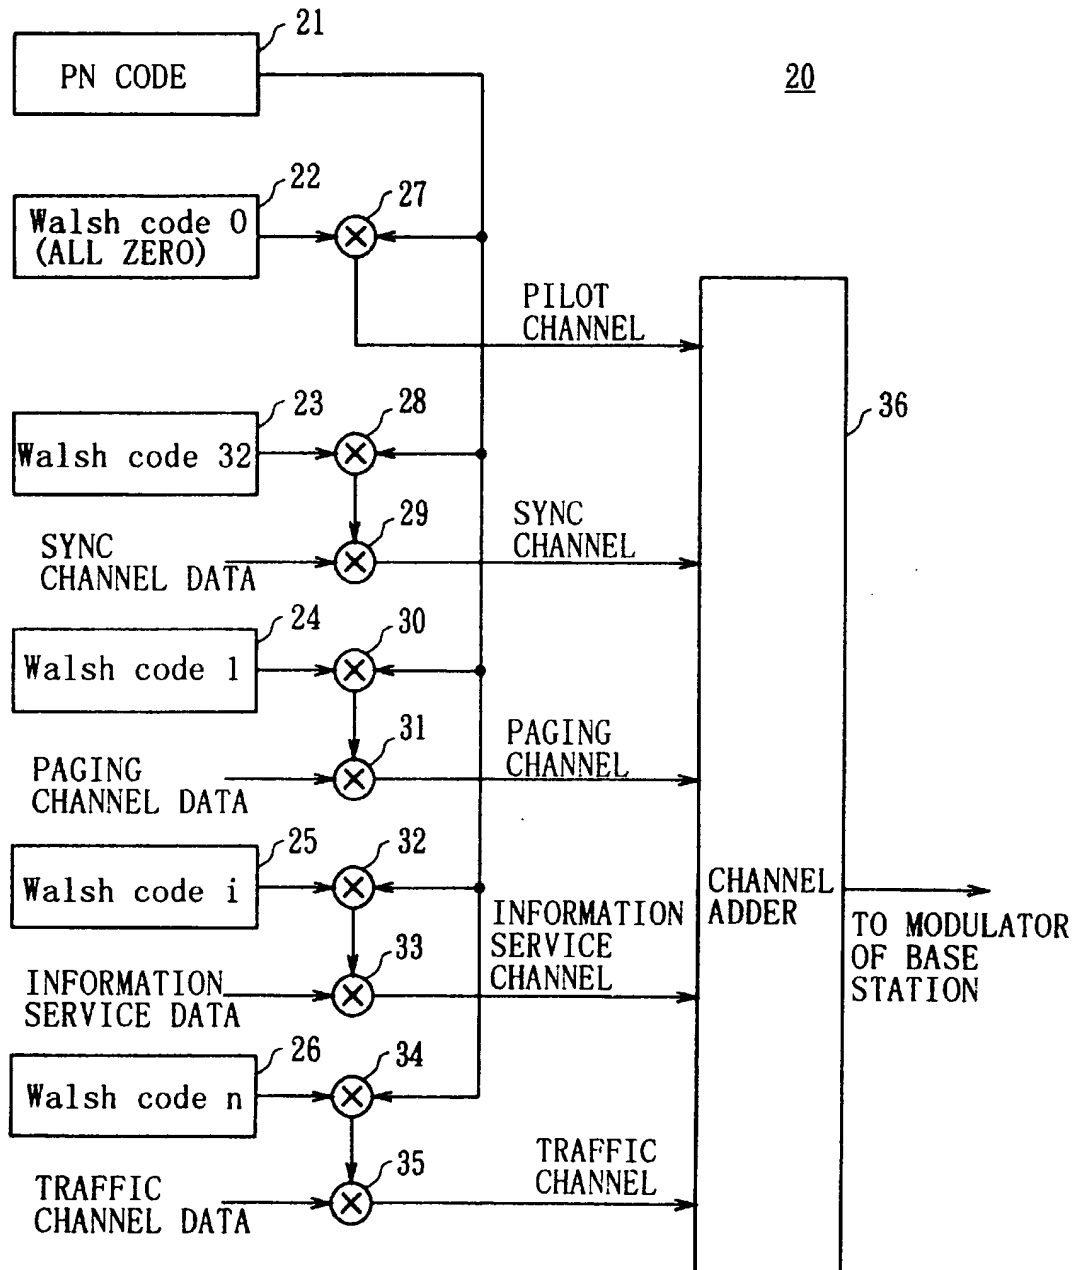 21
PN CODE
20
22
Walsh code 0
(ALL ZERO)
27
PILOT
CHANNEL
23
Walsh code 32
28
36
SYNC
CHANNEL DATA
29
SYNC
CHANNEL
24
Walsh code 1
30
PAGING
CHANNEL DATA
31
PAGING
CHANNEL
25
Walsh code i
32
CHANNEL
ADDER
INFORMATION
SERVICE DATA
33
INFORMATION
SERVICE
CHANNEL
TO MODULATOR
OF BASE
STATION
26
Walsh code n
34
TRAFFIC
CHANNEL DATA
35
TRAFFIC
CHANNEL